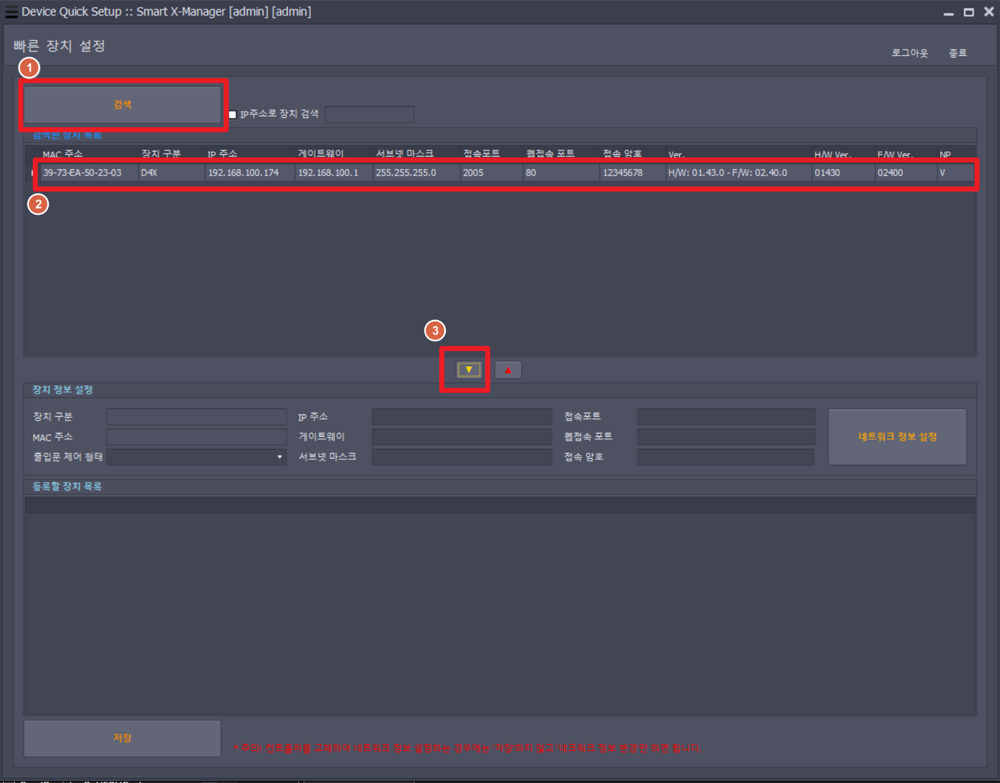 Device Quick Setup :: Smart X-Manager [admin] [admin]
빠른 장치 설정
로그아웃 종료
1
검색
IP주소로 장치 검색
검색된 장치 목록
MAC 주소 장치 구분 IP 주소 게이트웨이 서브넷 마스크 접속포트 웹접속 포트 접속 암호 Ver. H/W Ver. F/W Ver. NP
39-73-EA-50-23-03 D4X 192.168.100.174 192.168.100.1 255.255.255.0 2005 80 12345678 H/W: 01.43.0 - F/W: 02.40.0 01430 02400 V
2
3
▼ ▲
장치 정보 설정
장치 구분 IP 주소 접속포트
MAC 주소 게이트웨이 웹접속 포트 네트워크 정보 설정
출입문 제어 형태 서브넷 마스크 접속 암호
등록할 장치 목록
저장
* 주의! 컨트롤러를 교체하여 네트워크 정보 설정하는 경우에는 '저장'하지 않고 '네크워크 정보 변경'만 하면 됩니다.